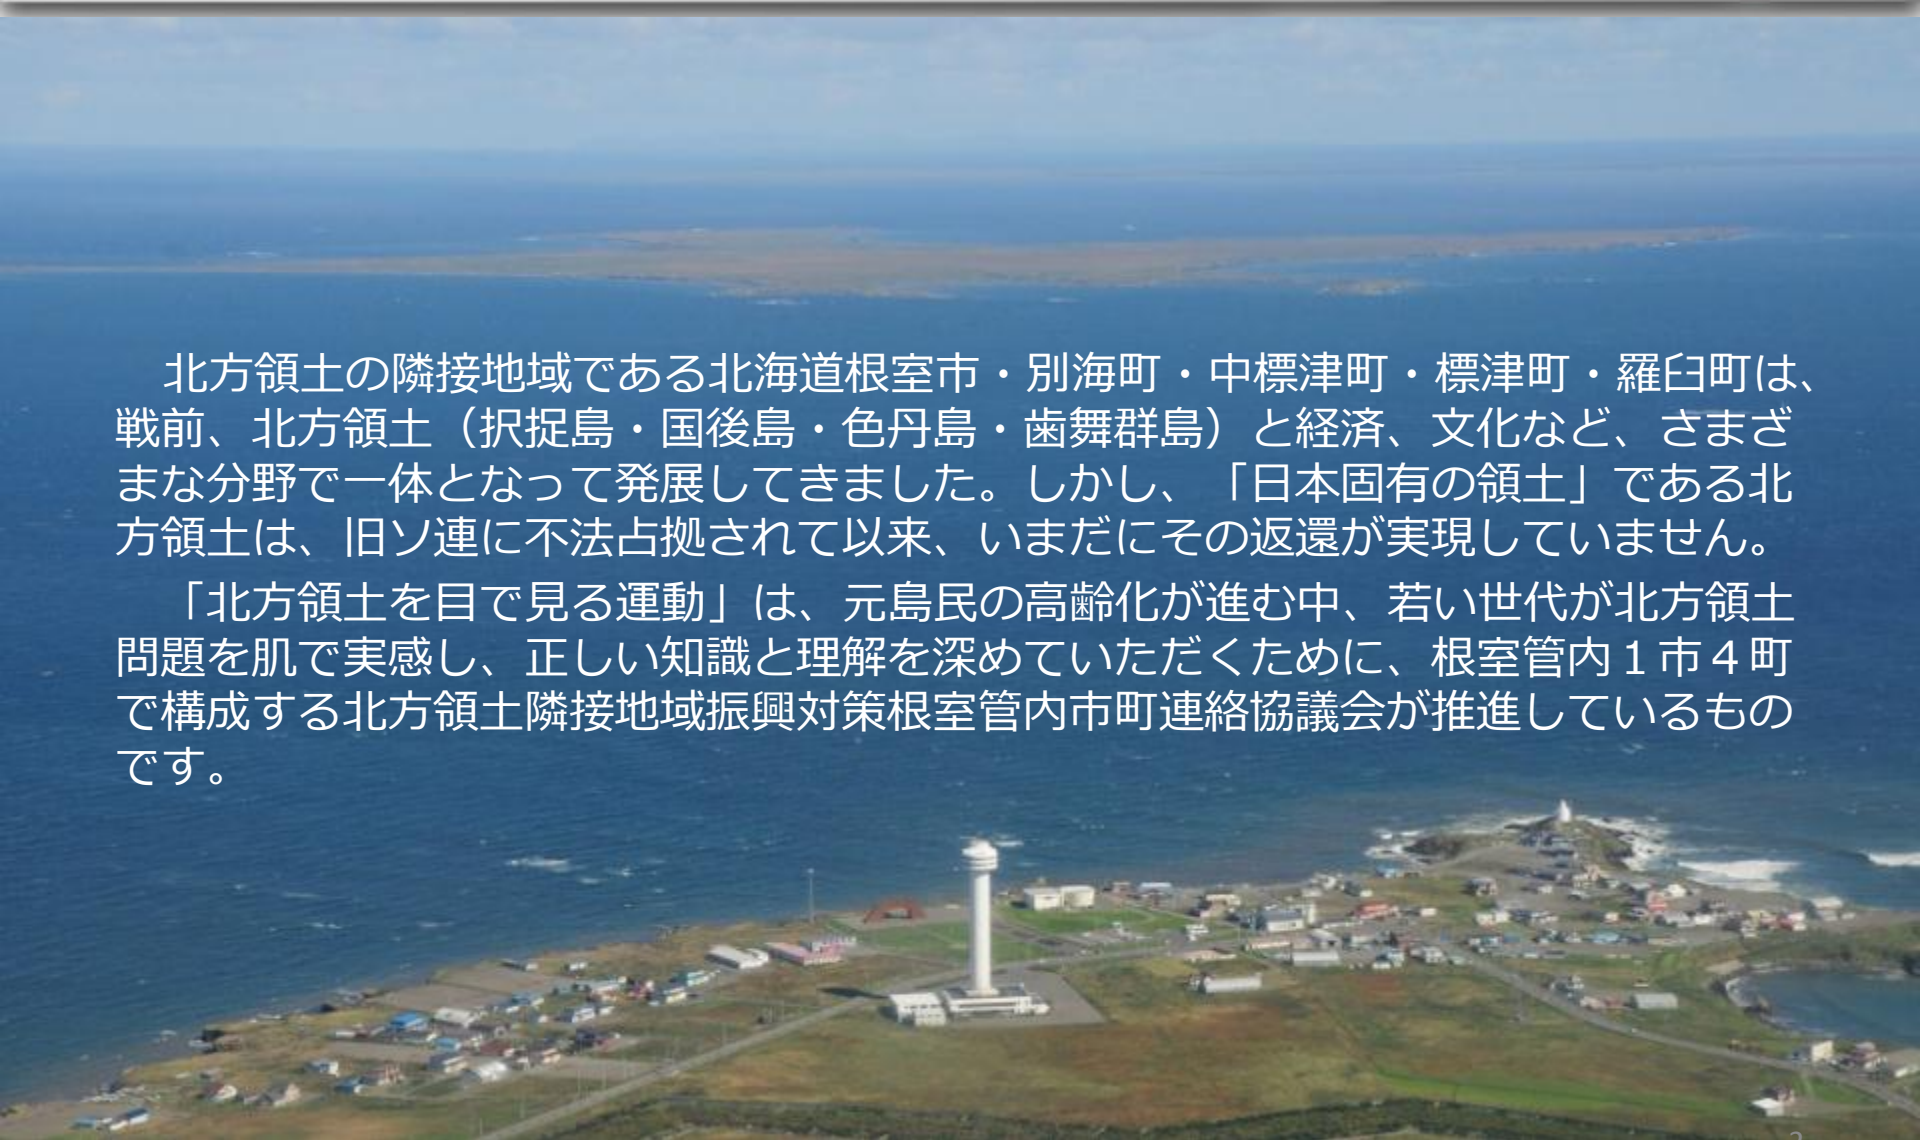 北方領土の隣接地域である北海道根室市・別海町・中標津町・標津町・羅臼町は、
戦前、北方領土（択捉島・国後島・色丹島・歯舞群島）と経済、文化など、さまざ
まな分野で一体となって発展してきました。しかし、「日本固有の領土」である北
方領土は、旧ソ連に不法占拠されて以来、いまだにその返還が実現していません。
「北方領土を目で見る運動」は、元島民の高齢化が進む中、若い世代が北方領土
問題を肌で実感し、正しい知識と理解を深めていただくために、根室管内１市４町
で構成する北方領土隣接地域振興対策根室管内市町連絡協議会が推進しているもの
です。